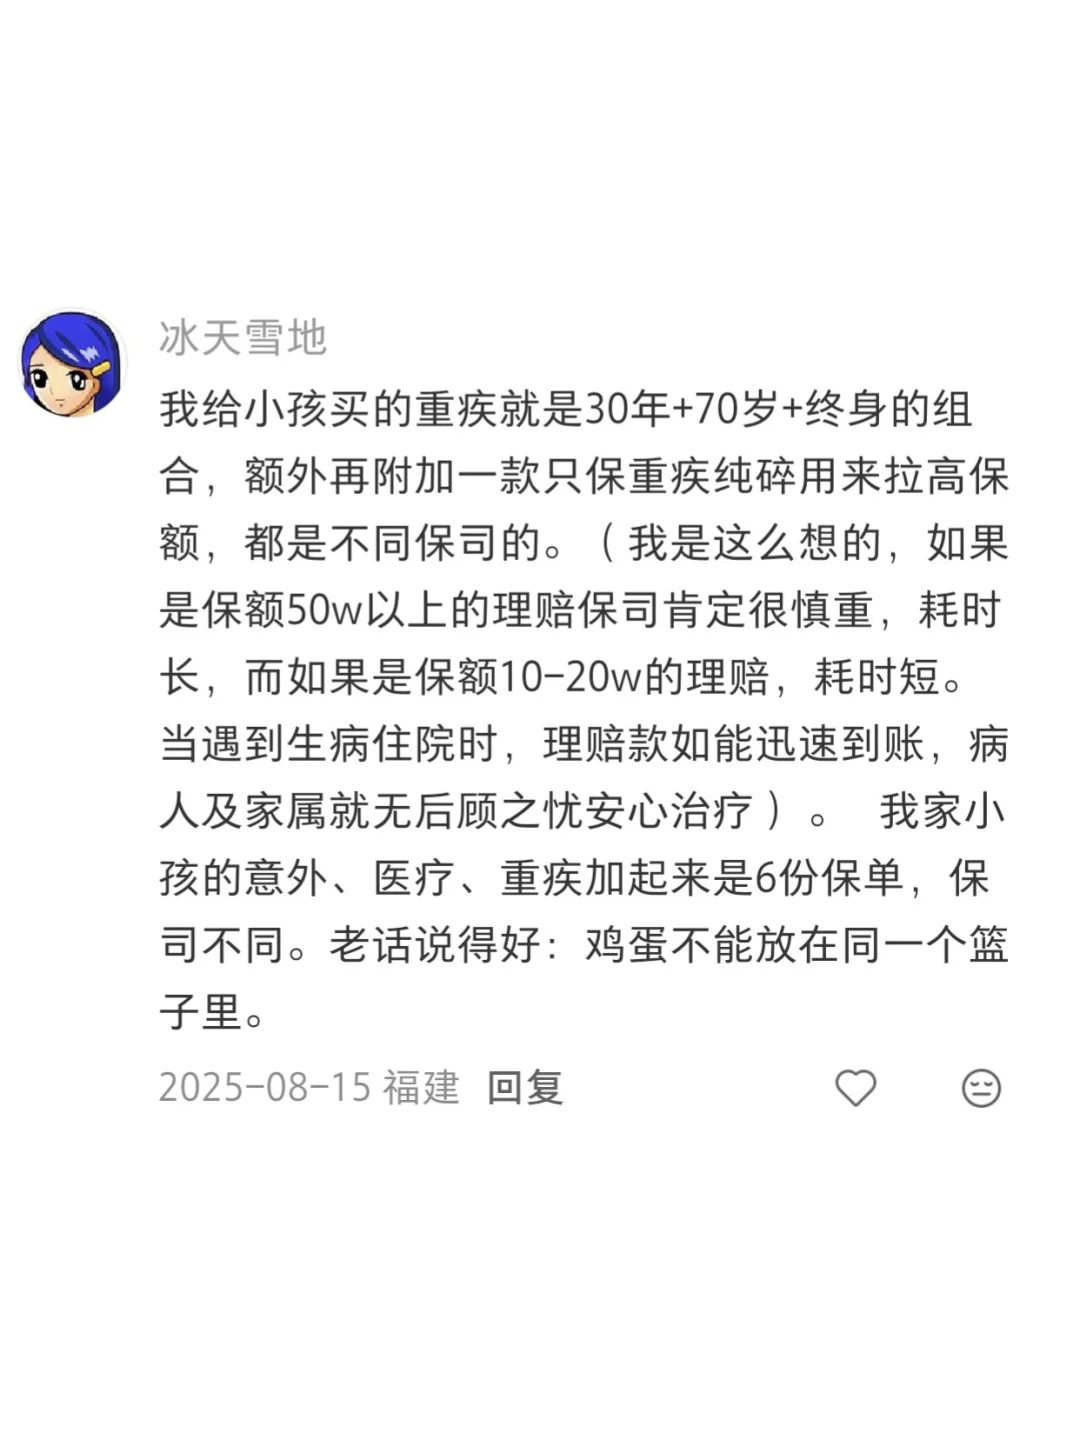 冰天雪地
我给小孩买的重疾就是30年+70岁+终身的组
合，额外再附加一款只保重疾纯碎用来拉高保
额，都是不同保司的。（我是这么想的，如果
是保额50w以上的理赔保司肯定很慎重，耗时
长，而如果是保额10-20w的理赔，耗时短。
当遇到生病住院时，理赔款如能迅速到账，病
人及家属就无后顾之忧安心治疗）。 我家小
孩的意外、医疗、重疾加起来是6份保单，保
司不同。老话说得好：鸡蛋不能放在同一个篮
子里。
2025-08-15 福建 回复